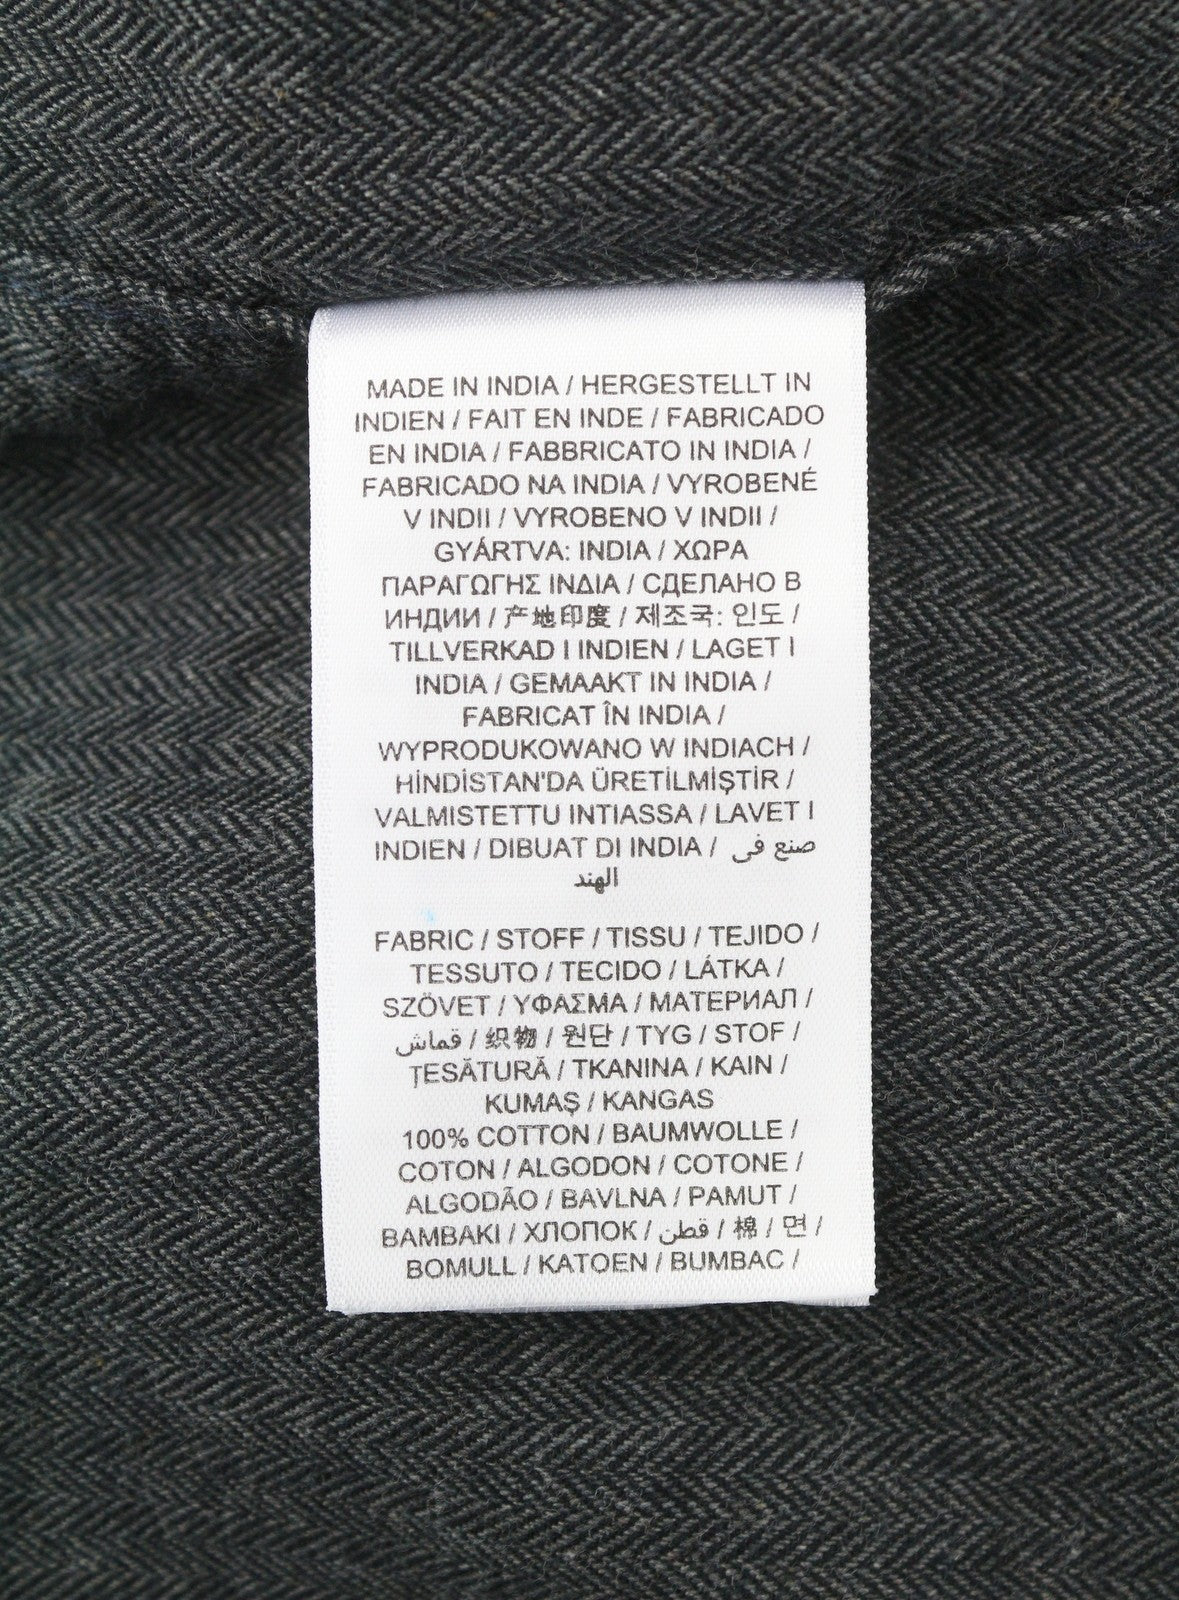 MADE IN INDIA / HERGESTELLT IN
INDIEN / FAIT EN INDE / FABRICADO
EN INDIA / FABBRICATO IN INDIA /
FABRICADO NA INDIA / VYROBENÉ
V INDII / VYROBENO V INDII /
GYÁRTVA: INDIA / ΧΩΡΑ
ΠΑΡΑΓΩΓΗΣ ΙΝΔΙΑ / СДЕЛАНО В
ИНДИИ / 产地印度 / 제조국: 인도 /
TILLVERKAD I INDIEN / LAGET I
INDIA / GEMAAKT IN INDIA /
FABRICAT ÎN INDIA /
WYPRODUKOWANO W INDIACH /
HİNDİSTAN'DA ÜRETİLMİŞTİR /
VALMISTETTU INTIASSA / LAVET I
INDIEN / DIBUAT DI INDIA / صنع فى
الهند
FABRIC / STOFF / TISSU / TEJIDO /
TESSUTO / TECIDO / LÁTKA /
SZÖVET / ΥΦΑΣΜΑ / МАТЕРИАЛ /
قماش / 织物 / 원단 / TYG / STOF /
ȚESĂTURĂ / TKANINA / KAIN /
KUMAŞ / KANGAS
100% COTTON / BAUMWOLLE /
COTON / ALGODON / COTONE /
ALGODÃO / BAVLNA / PAMUT /
BAMBAKI / ХЛОПОК / قطن / 棉 / 면 /
BOMULL / KATOEN / BUMBAC /